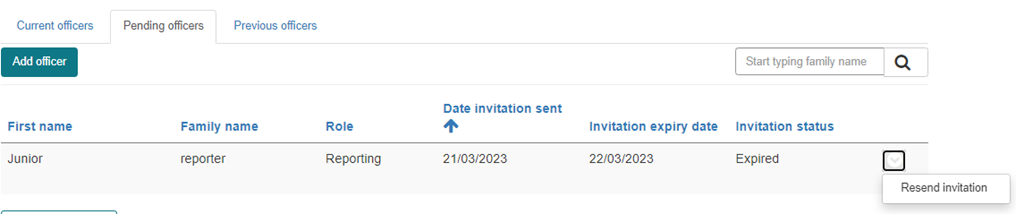 Current officers Pending officers Previous officers
Add officer Start typing family name
Date invitation sent
First name Family name Role Invitation expiry date Invitation status
Junior reporter Reporting 21/03/2023 22/03/2023 Expired
Resend invitation